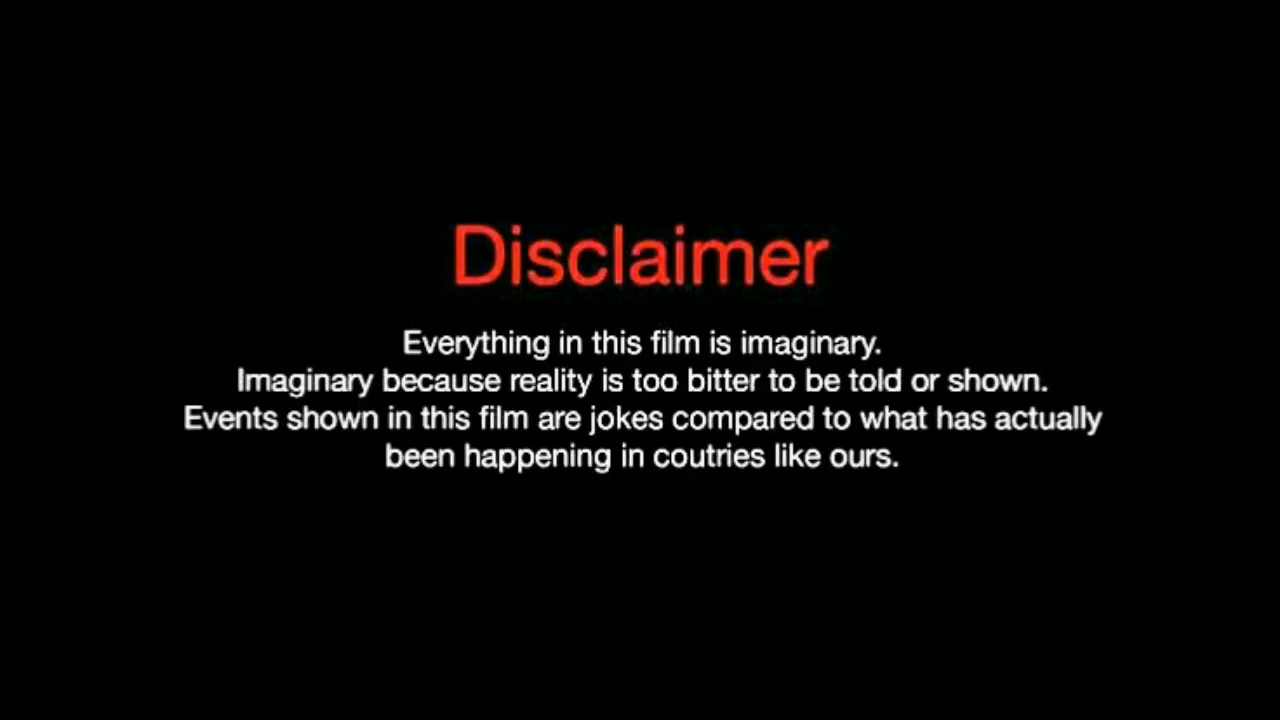 Disclaimer
Everything in this film is imaginary.
Imaginary because reality is too bitter to be told or shown.
Events shown in this film are jokes compared to what has actually
been happening in coutries like ours.